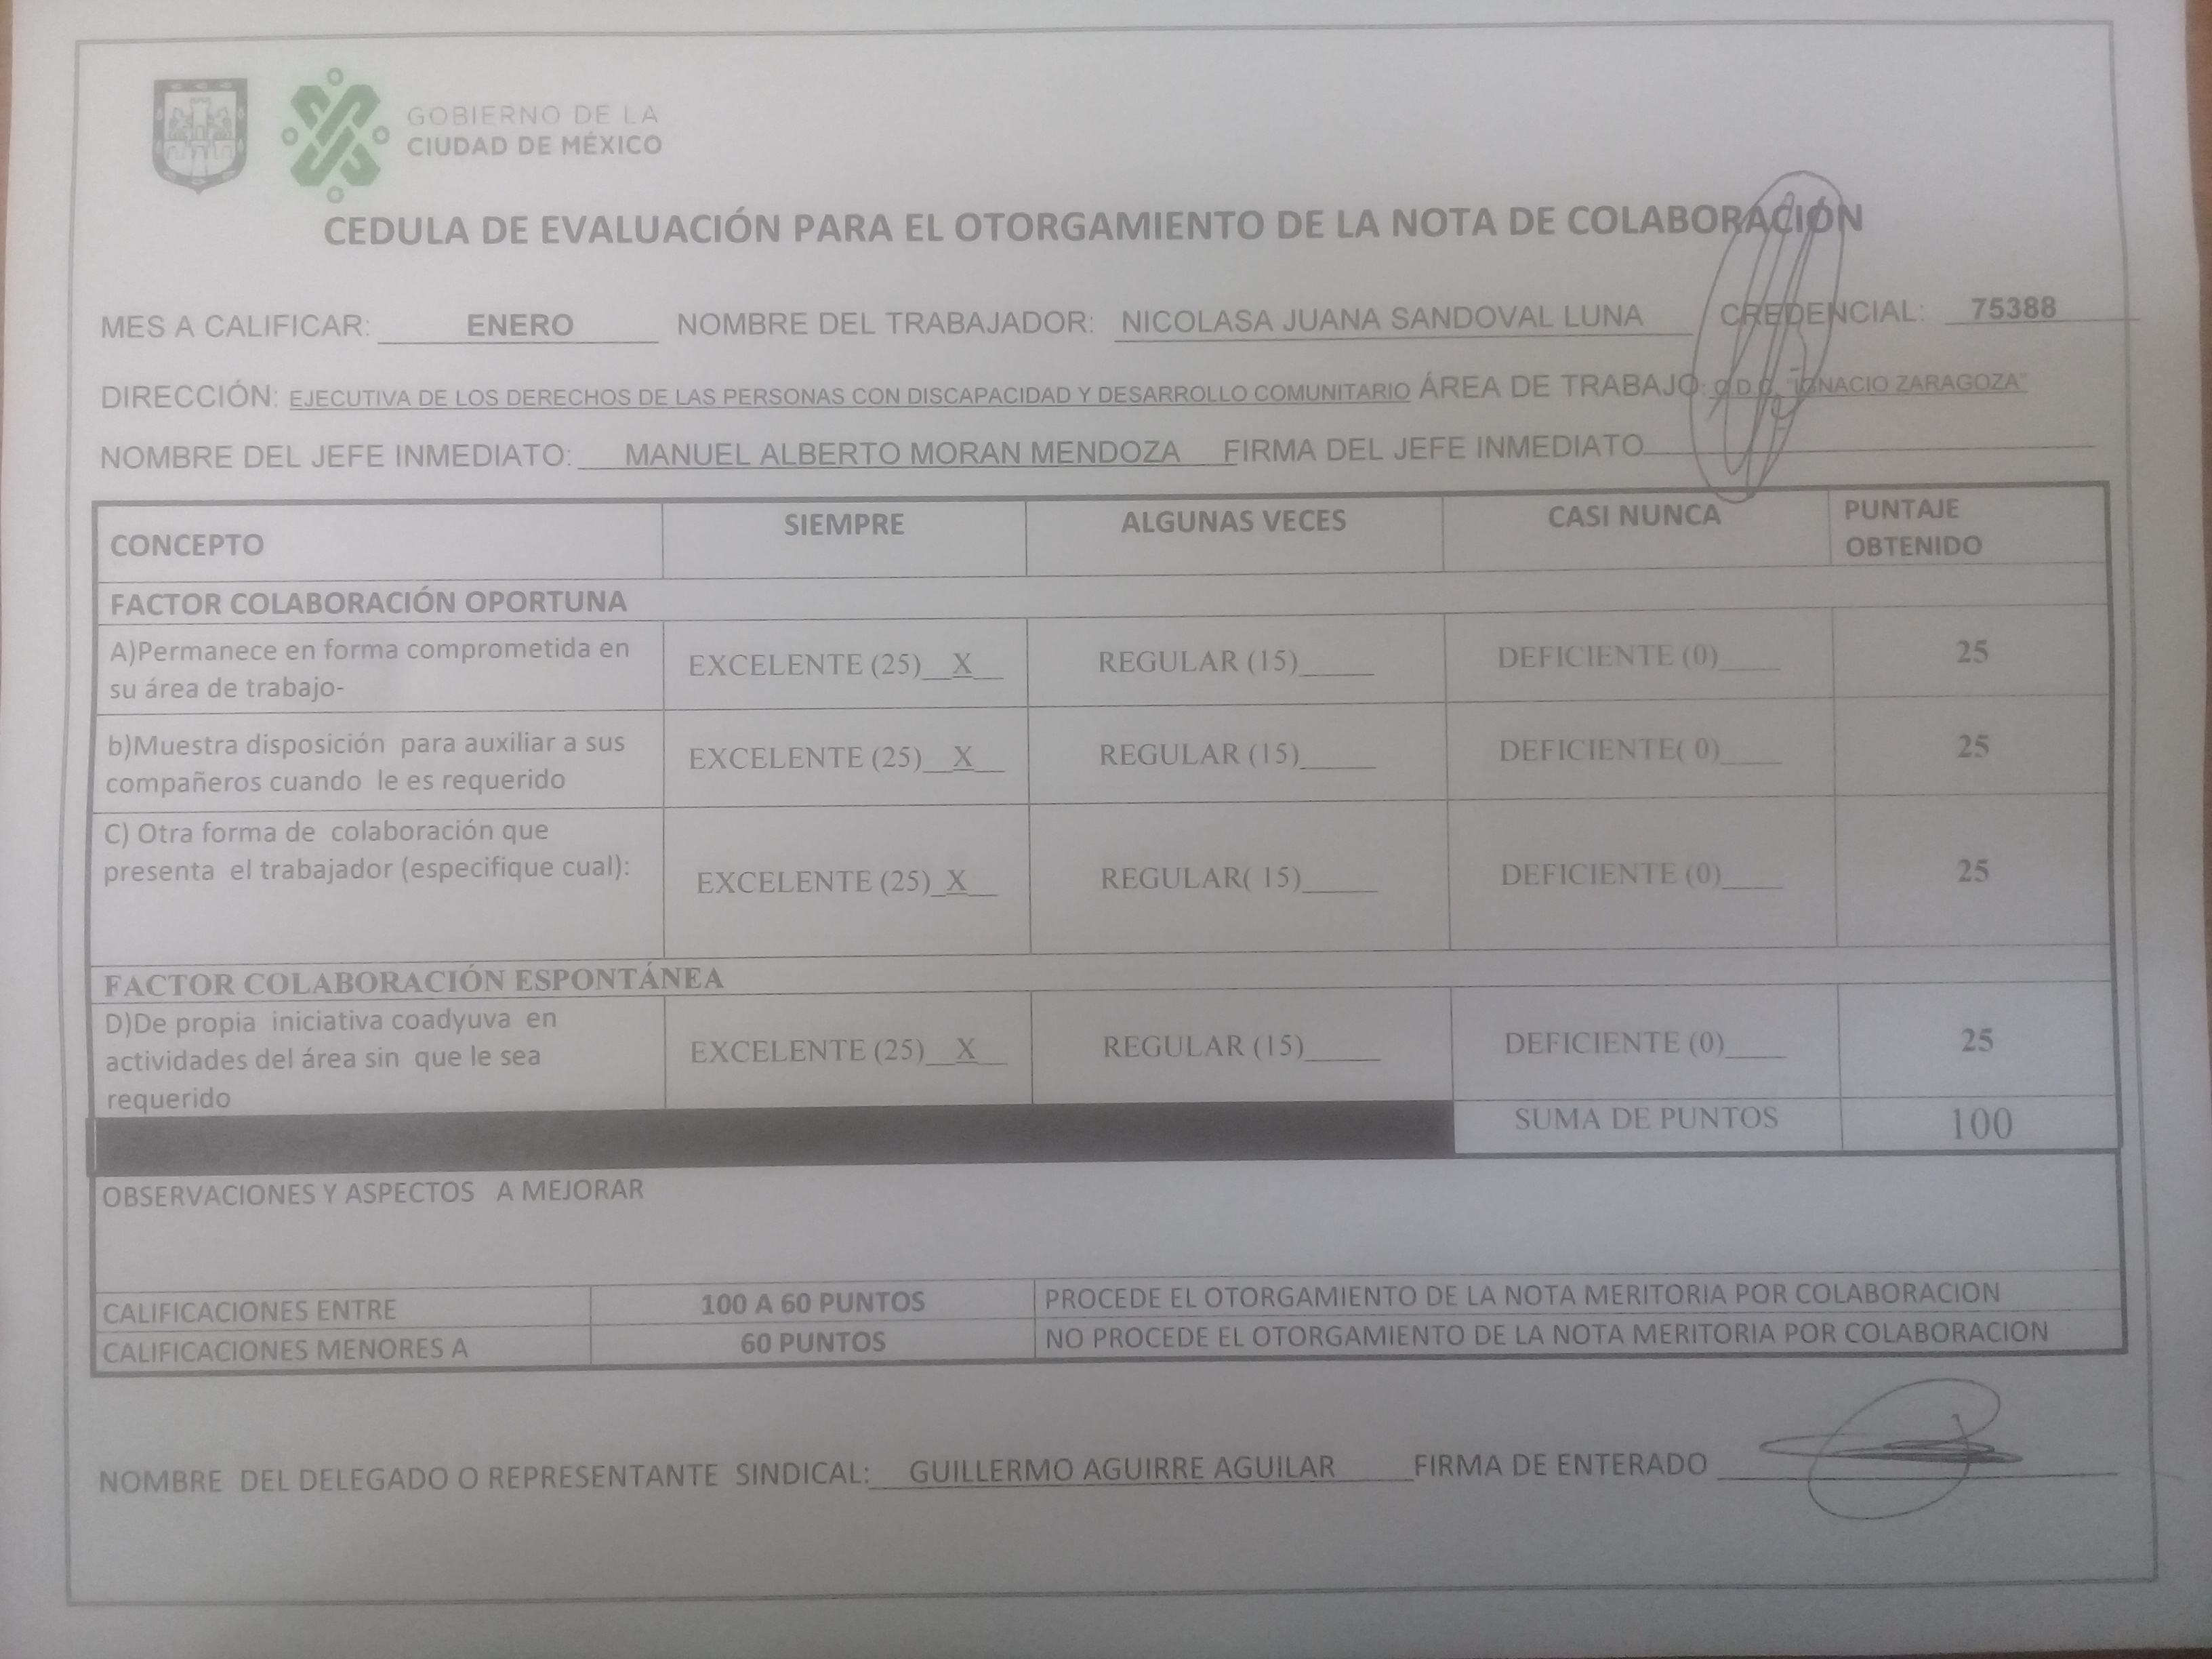 GOBIERNO DE LA
CIUDAD DE MÉXICO
CEDULA DE EVALUACIÓN PARA EL OTORGAMIENTO DE LA NOTA DE COLABORACIÓN
MES A CALIFICAR: ENERO NOMBRE DEL TRABAJADOR: NICOLASA JUANA SANDOVAL LUNA CREDENCIAL: 75388
DIRECCIÓN: EJECUTIVA DE LOS DERECHOS DE LAS PERSONAS CON DISCAPACIDAD Y DESARROLLO COMUNITARIO ÁREA DE TRABAJO: "IGNACIO ZARAGOZA"
NOMBRE DEL JEFE INMEDIATO: MANUEL ALBERTO MORAN MENDOZA FIRMA DEL JEFE INMEDIATO
CONCEPTO SIEMPRE ALGUNAS VECES CASI NUNCA PUNTAJE OBTENIDO
FACTOR COLABORACIÓN OPORTUNA
A)Permanece en forma comprometida en
su área de trabajo-
EXCELENTE (25)__X__ REGULAR (15)_____ DEFICIENTE (0)____ 25
b)Muestra disposición para auxiliar a sus
compañeros cuando le es requerido
EXCELENTE (25)__X__ REGULAR (15)_____ DEFICIENTE( 0)____ 25
C) Otra forma de colaboración que
presenta el trabajador (especifique cual):
EXCELENTE (25)_X__ REGULAR( 15)_____ DEFICIENTE (0)____ 25
FACTOR COLABORACIÓN ESPONTÁNEA
D)De propia iniciativa coadyuva en
actividades del área sin que le sea
requerido
EXCELENTE (25)__X__ REGULAR (15)_____ DEFICIENTE (0)____ 25
SUMA DE PUNTOS 100
OBSERVACIONES Y ASPECTOS A MEJORAR
CALIFICACIONES ENTRE 100 A 60 PUNTOS PROCEDE EL OTORGAMIENTO DE LA NOTA MERITORIA POR COLABORACION
CALIFICACIONES MENORES A 60 PUNTOS NO PROCEDE EL OTORGAMIENTO DE LA NOTA MERITORIA POR COLABORACION
NOMBRE DEL DELEGADO O REPRESENTANTE SINDICAL: GUILLERMO AGUIRRE AGUILAR FIRMA DE ENTERADO